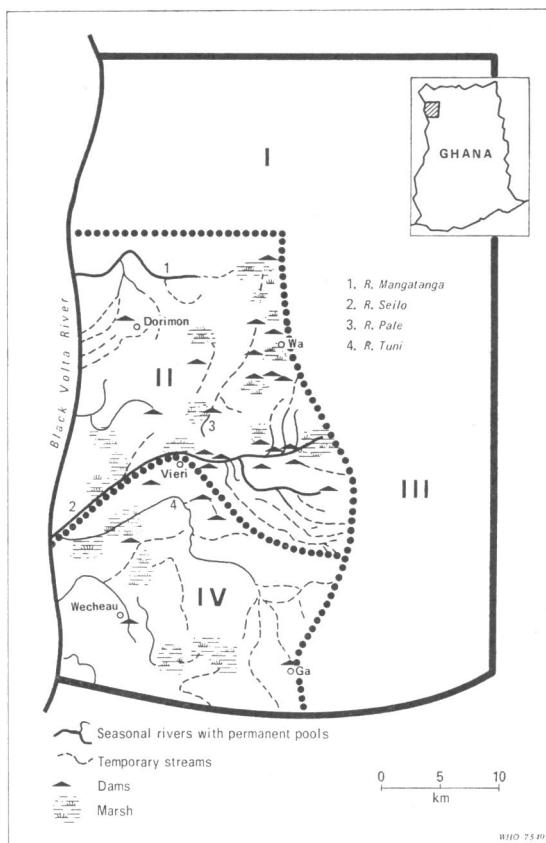 I
GHANA
1. R. Mangatanga
2. R. Seilo
3. R. Pale
4. R. Tuni
1
Dorimon
Wa
Black Volta River
II
3
Vieri
III
2
4
IV
Wecheau
Ga
Seasonal rivers with permanent pools
Temporary streams
Dams
Marsh
0 5 10
km
WHO 7549